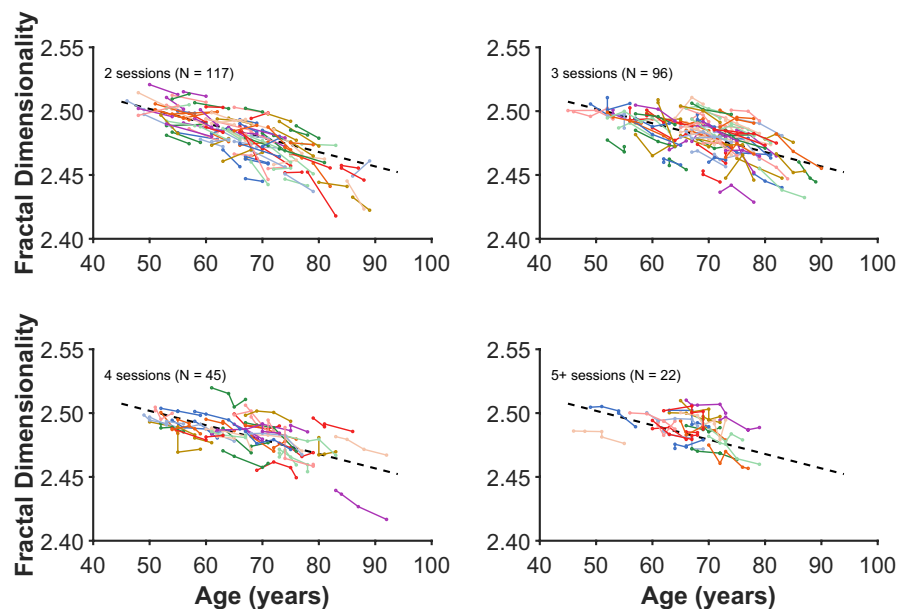 Fractal Dimensionality
2.55
2.50
2.45
2.40
2 sessions (N = 117)
40 50 60 70 80 90 100
2.55
2.50
2.45
2.40
3 sessions (N = 96)
40 50 60 70 80 90 100
Fractal Dimensionality
2.55
2.50
2.45
2.40
4 sessions (N = 45)
40 50 60 70 80 90 100
Age (years)
2.55
2.50
2.45
2.40
5+ sessions (N = 22)
40 50 60 70 80 90 100
Age (years)